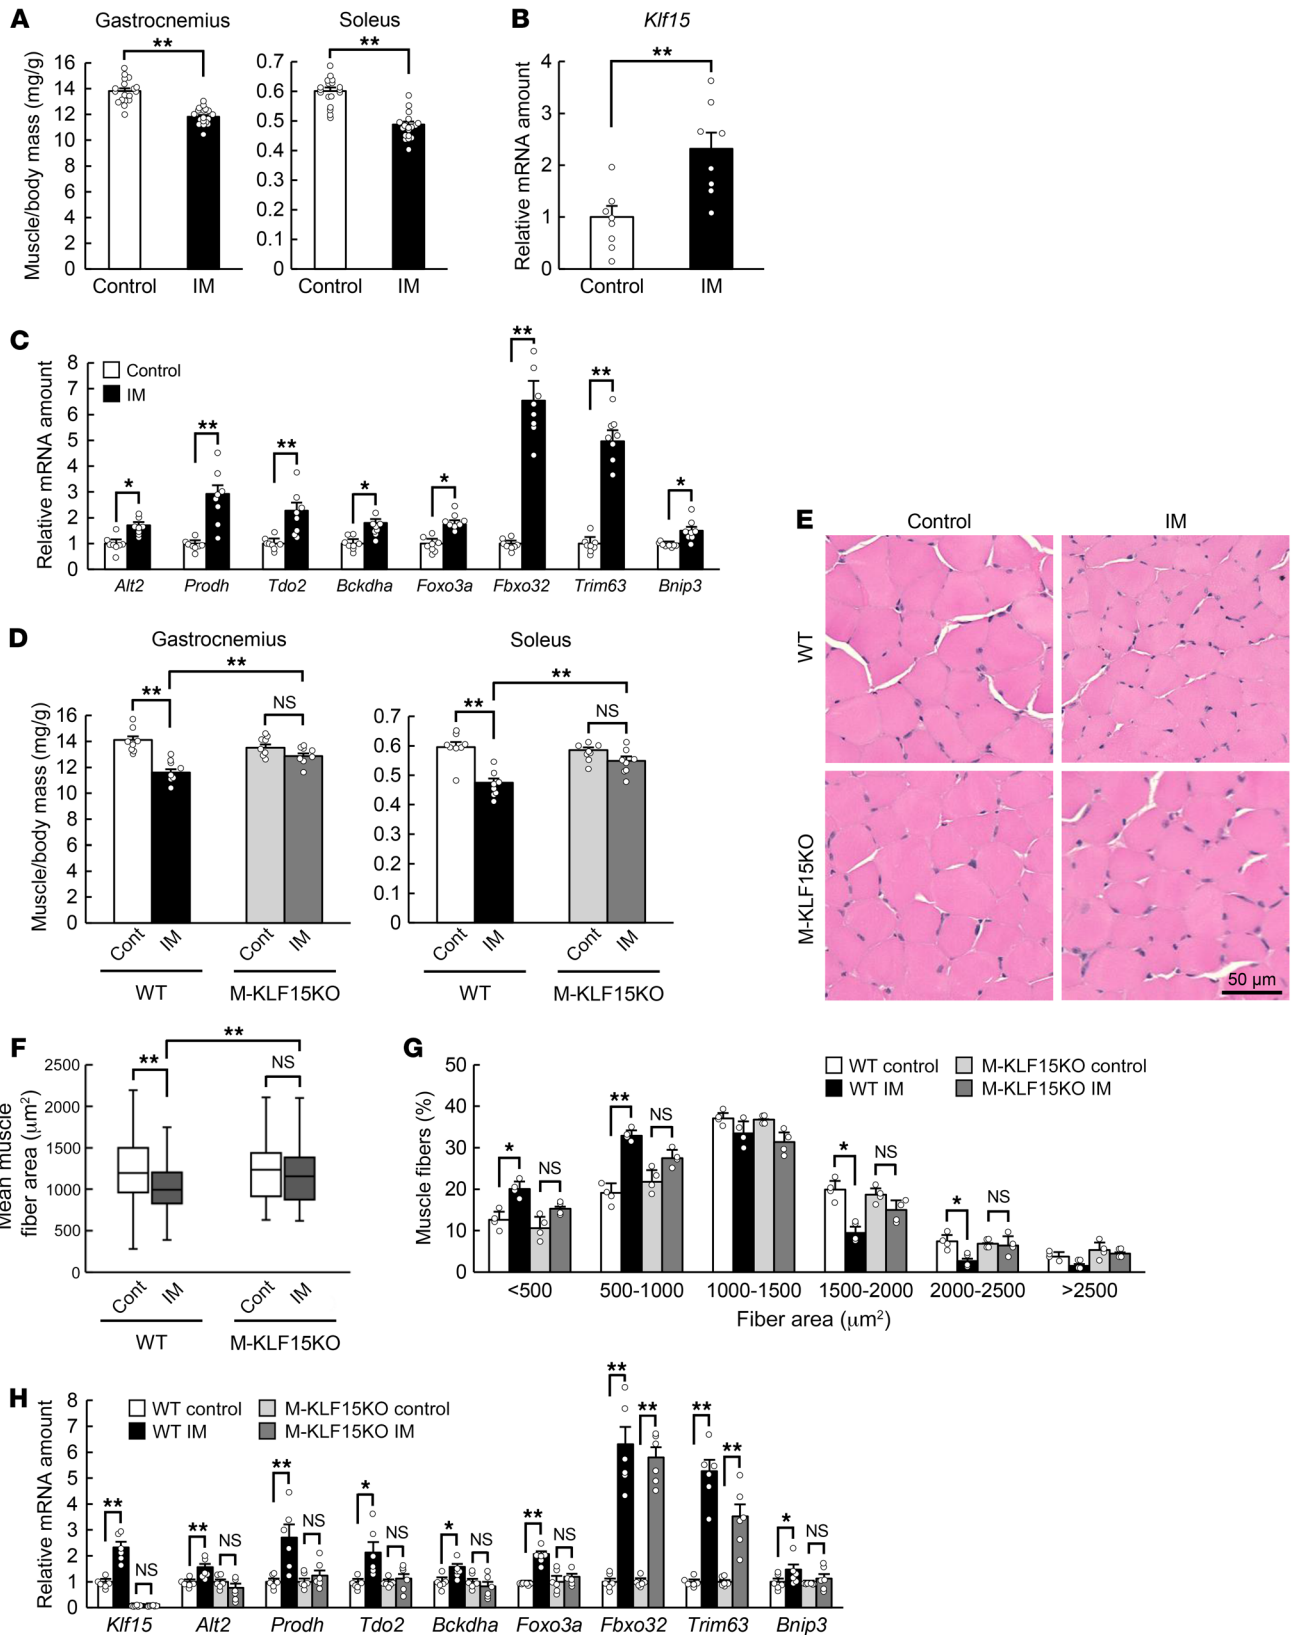 A
Gastrocnemius
Soleus
**
**
Muscle/body mass (mg/g)
16
14
12
10
8
6
4
2
0
0.7
0.6
0.5
0.4
0.3
0.2
0.1
0
Control IM
Control IM
B
Klf15
**
Relative mRNA amount
4
3
2
1
0
Control IM
C
Relative mRNA amount
8
7
6
5
4
3
2
1
0
Control
IM
* ** ** * * ** ** *
Alt2 Prodh Tdo2 Bckdha Foxo3a Fbxo32 Trim63 Bnip3
D
Gastrocnemius
Soleus
** ** NS
** ** NS
Muscle/body mass (mg/g)
16
14
12
10
8
6
4
2
0
0.7
0.6
0.5
0.4
0.3
0.2
0.1
0
Cont IM Cont IM
WT M-KLF15KO
Cont IM Cont IM
WT M-KLF15KO
E
Control IM
WT
M-KLF15KO
50 μm
F
** ** NS
Mean muscle
fiber area (μm²)
2500
2000
1500
1000
500
0
Cont IM Cont IM
WT M-KLF15KO
G
Muscle fibers (%)
50
40
30
20
10
0
WT control
WT IM
M-KLF15KO control
M-KLF15KO IM
* NS ** NS * NS * NS
<500 500-1000 1000-1500 1500-2000 2000-2500 >2500
Fiber area (μm²)
H
Relative mRNA amount
8
7
6
5
4
3
2
1
0
WT control
WT IM
M-KLF15KO control
M-KLF15KO IM
** NS ** NS ** NS * NS * NS ** NS ** ** ** ** * NS
Klf15 Alt2 Prodh Tdo2 Bckdha Foxo3a Fbxo32 Trim63 Bnip3